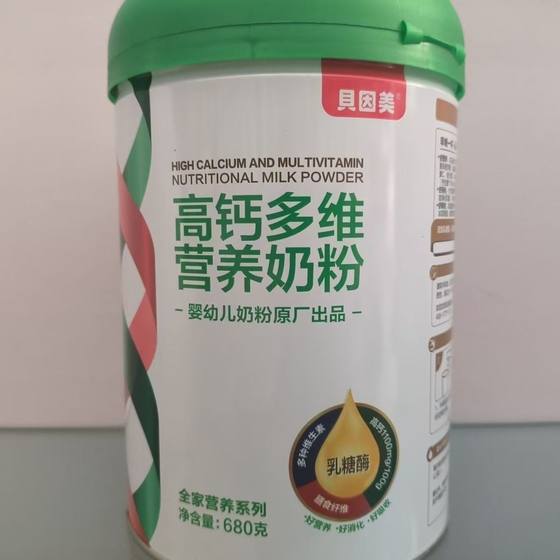 貝因美
HIGH CALCIUM AND MULTIVITAMIN
NUTRITIONAL MILK POWDER
高钙多维
营养奶粉
–婴幼儿奶粉原厂出品–
多种维生素
高钙1100mg/100g
乳糖酶
膳食纤维
·好营养 ·好消化 ·好吸收
全家营养系列
净含量:680克